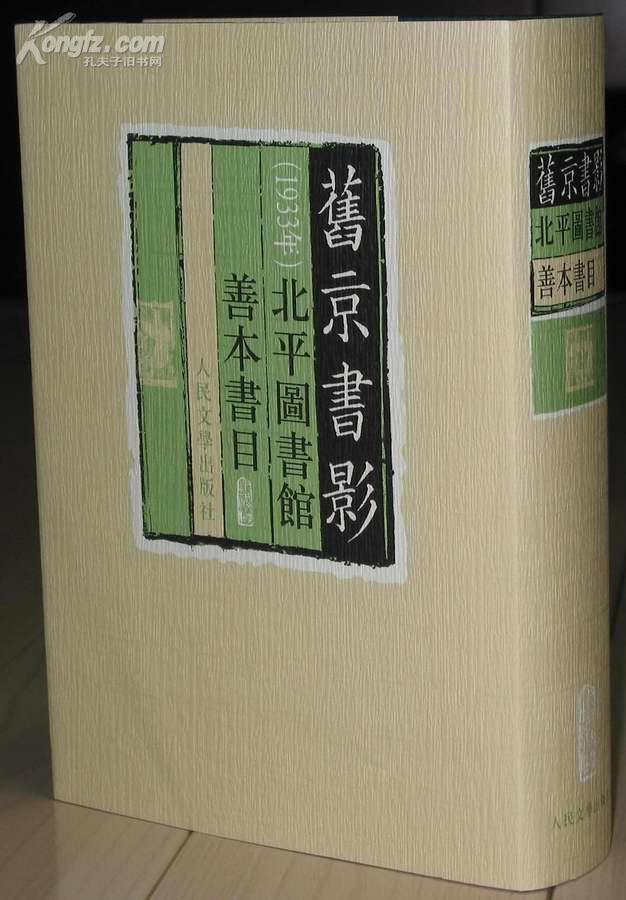 Kongfz.com
孔夫子旧书网
舊京書影
(1933年)北平圖書館
善本書目
人民文學出版社
舊京書影
北平圖書館
善本書目
人民文學出版